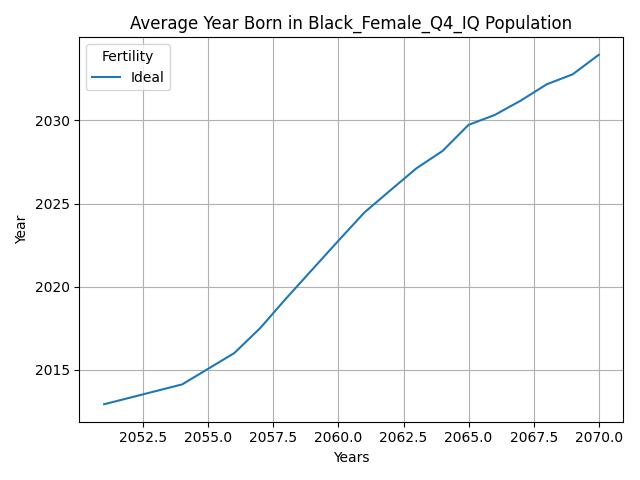 Average Year Born in Black_Female_Q4_IQ Population
Fertility
Ideal
2030
2025
2020
2015
Year
2052.5 2055.0 2057.5 2060.0 2062.5 2065.0 2067.5 2070.0
Years